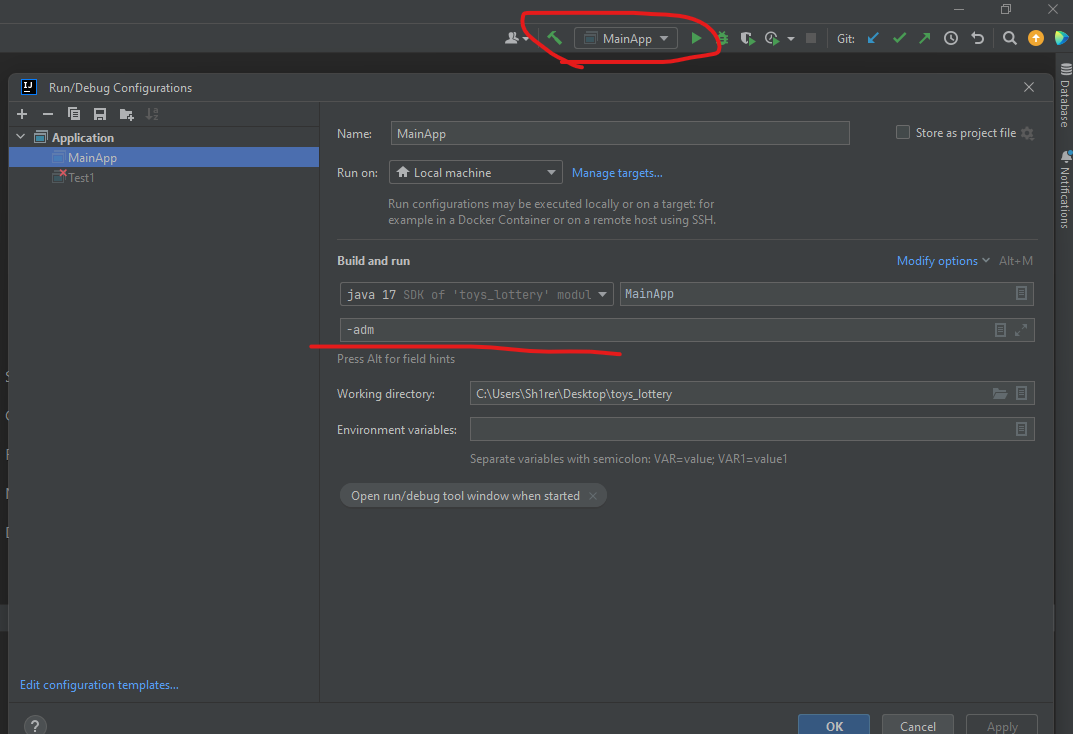 MainApp
Git:
Run/Debug Configurations
Application
MainApp
Test1
Name: MainApp
Store as project file
Run on: Local machine Manage targets...
Run configurations may be executed locally or on a target: for
example in a Docker Container or on a remote host using SSH.
Build and run
Modify options Alt+M
java 17 SDK of 'toys_lottery' modul MainApp
-adm
Press Alt for field hints
Working directory: C:\Users\Sh1rer\Desktop\toys_lottery
Environment variables:
Separate variables with semicolon: VAR=value; VAR1=value1
Open run/debug tool window when started
Edit configuration templates...
?
OK Cancel Apply
Database
Notifications